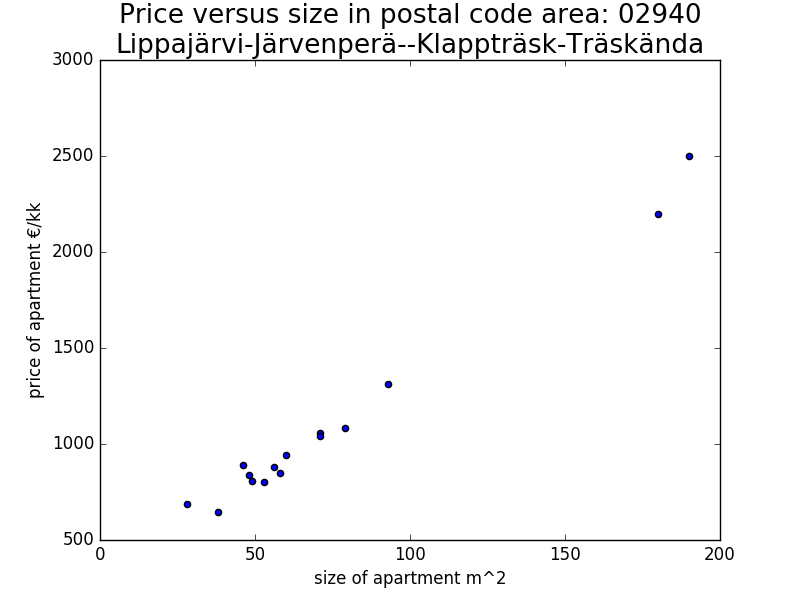 Price versus size in postal code area: 02940
Lippajärvi-Järvenperä--Klappträsk-Träskända
3000
2500
2000
1500
1000
500
price of apartment €/kk
0 50 100 150 200
size of apartment m^2